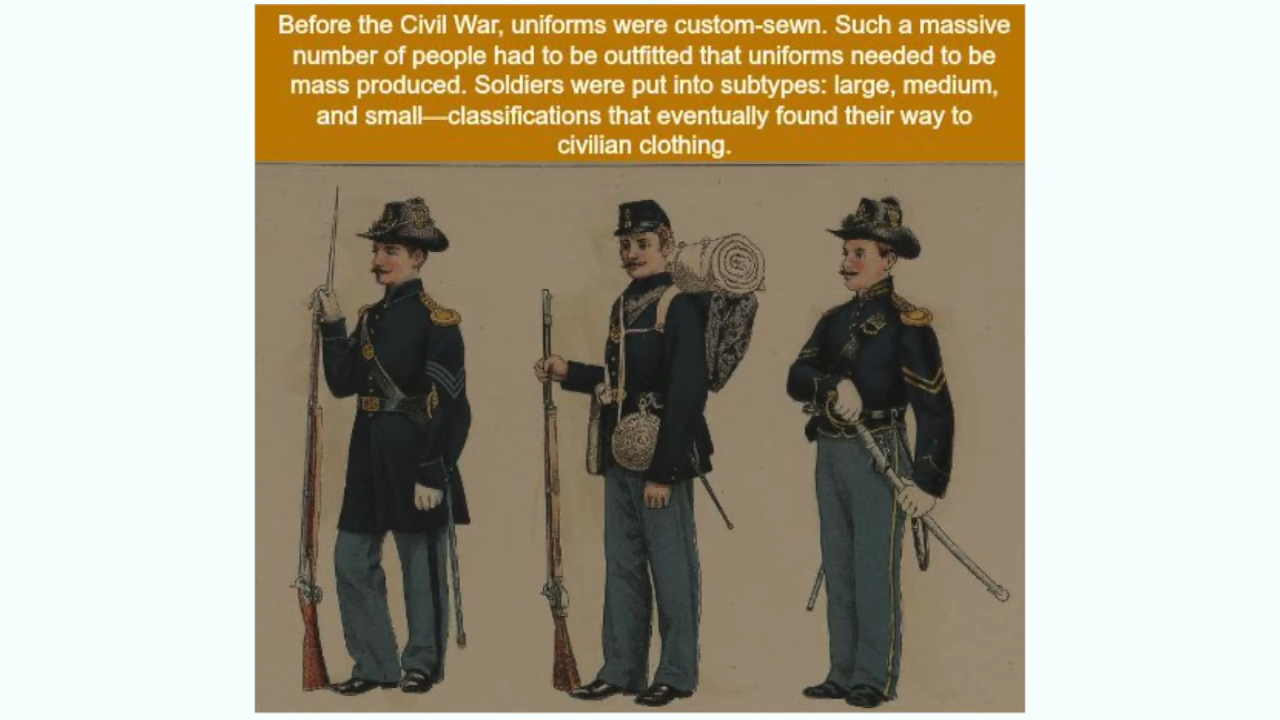 Before the Civil War, uniforms were custom-sewn. Such a massive
number of people had to be outfitted that uniforms needed to be
mass produced. Soldiers were put into subtypes: large, medium,
and small—classifications that eventually found their way to
civilian clothing.